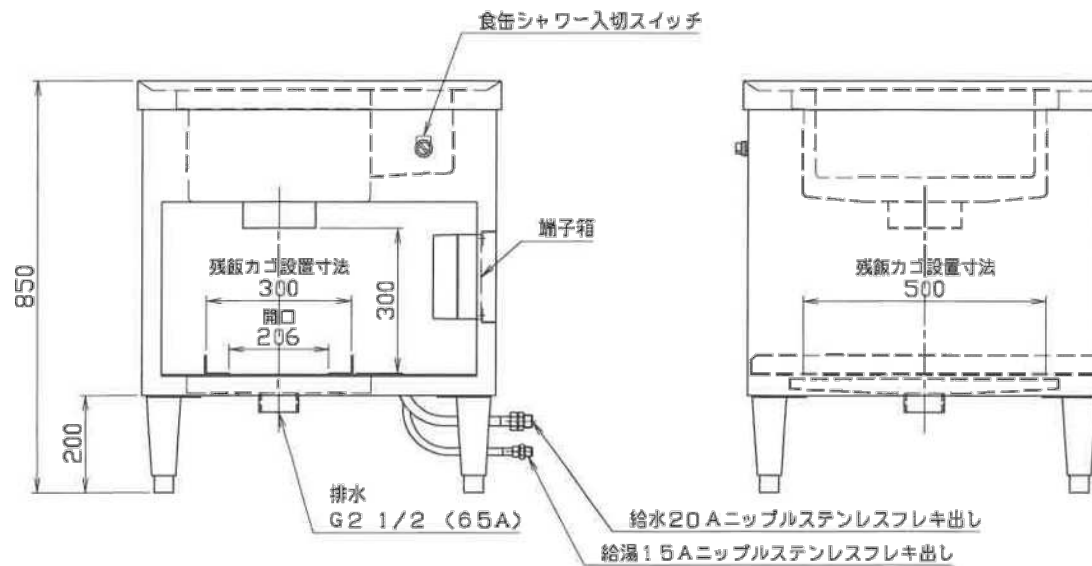 食缶シャワー入切スイッチ
端子箱
残飯カゴ設置寸法
300
開口
206
300
850
200
残飯カゴ設置寸法
500
排水
G2 1/2 (65A)
給水20Aニップルステンレスフレキ出し
給湯15Aニップルステンレスフレキ出し